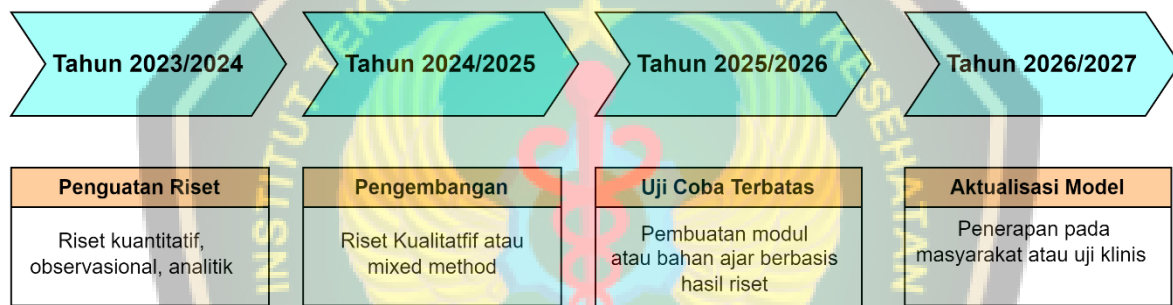 Tahun 2023/2024
Tahun 2024/2025
Tahun 2025/2026
Tahun 2026/2027
Penguatan Riset
Riset kuantitatif,
observasional, analitik
Pengembangan
Riset Kualitatfif atau
mixed method
Uji Coba Terbatas
Pembuatan modul
atau bahan ajar berbasis
hasil riset
Aktualisasi Model
Penerapan pada
masyarakat atau uji klinis
INSTITUT
KESEHATAN